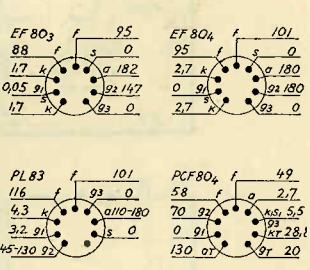 EF 80₃ f 95
88 f s 0
1,7 k a 182
0,05 g1 g2 147
s
1,7 k g3 0
EF 80₄ f 101
95 f s 0
2,7 k a 180
0 g1 g2 180
s
2,7 k g3 0
PL 83 f 101
116 f g3 0
4,3 k a 110-180
3,2 g1 s 0
45-130 g2
PCF 80₄ f 49
58 f a 2,7
70 g2 k,s,
5,5
g3
0 g1 kT 28,8
130 aT gT 20